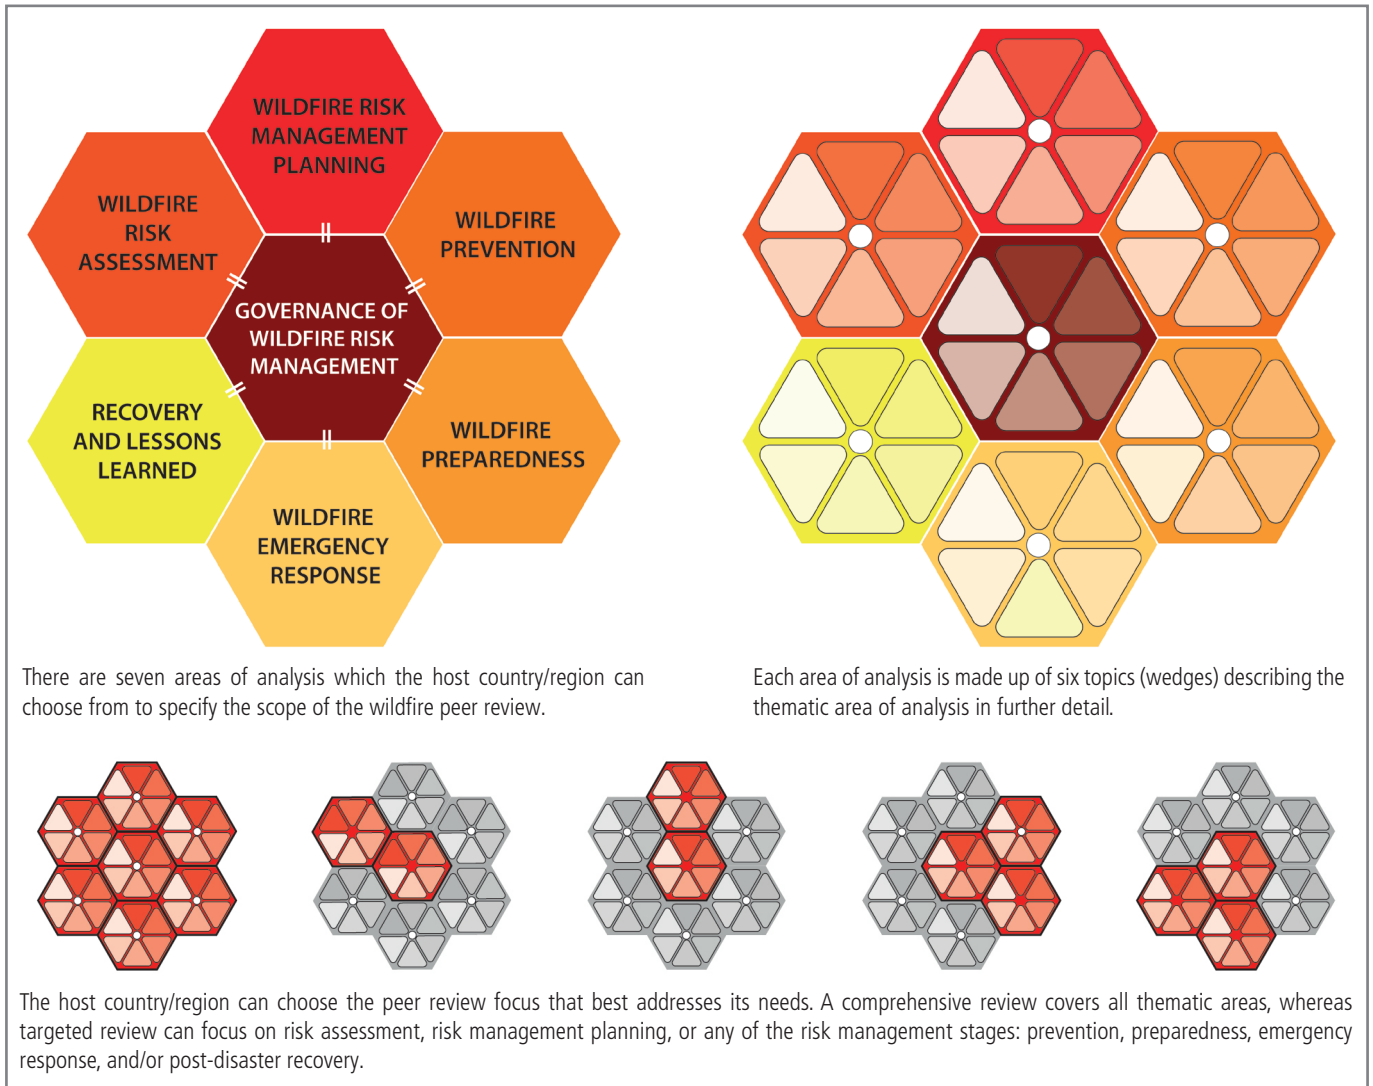 WILDFIRE RISK
MANAGEMENT
PLANNING
WILDFIRE
RISK
ASSESSMENT
WILDFIRE
PREVENTION
GOVERNANCE OF
WILDFIRE RISK
MANAGEMENT
RECOVERY
AND LESSONS
LEARNED
WILDFIRE
PREPAREDNESS
WILDFIRE
EMERGENCY
RESPONSE
There are seven areas of analysis which the host country/region can
choose from to specify the scope of the wildfire peer review.
Each area of analysis is made up of six topics (wedges) describing the
thematic area of analysis in further detail.
The host country/region can choose the peer review focus that best addresses its needs. A comprehensive review covers all thematic areas, whereas
targeted review can focus on risk assessment, risk management planning, or any of the risk management stages: prevention, preparedness, emergency
response, and/or post-disaster recovery.